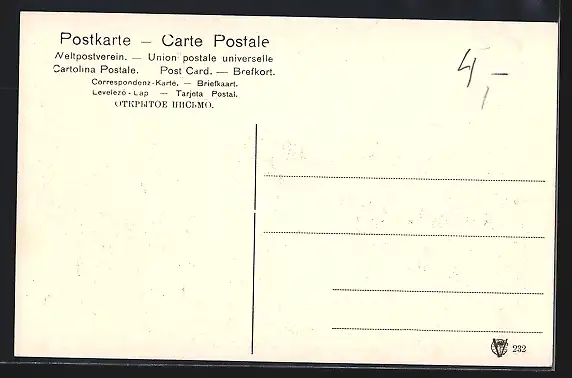 Postkarte — Carte Postale
Weltpostverein. — Union postale universelle
Cartolina Postale. Post Card. — Brefkort.
Correspondenz-Karte. — Briefkaart.
Levelező-Lap — Tarjeta Postal.
ОТКРЫТОЕ ПИСЬМО.
4,—
232